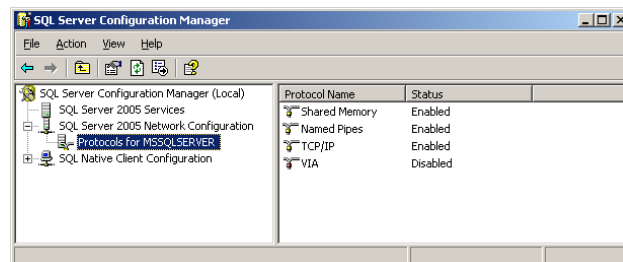 SQL Server Configuration Manager
File Action View Help
SQL Server Configuration Manager (Local)
SQL Server 2005 Services
SQL Server 2005 Network Configuration
Protocols for MSSQLSERVER
SQL Native Client Configuration
Protocol Name Status
Shared Memory Enabled
Named Pipes Enabled
TCP/IP Enabled
VIA Disabled